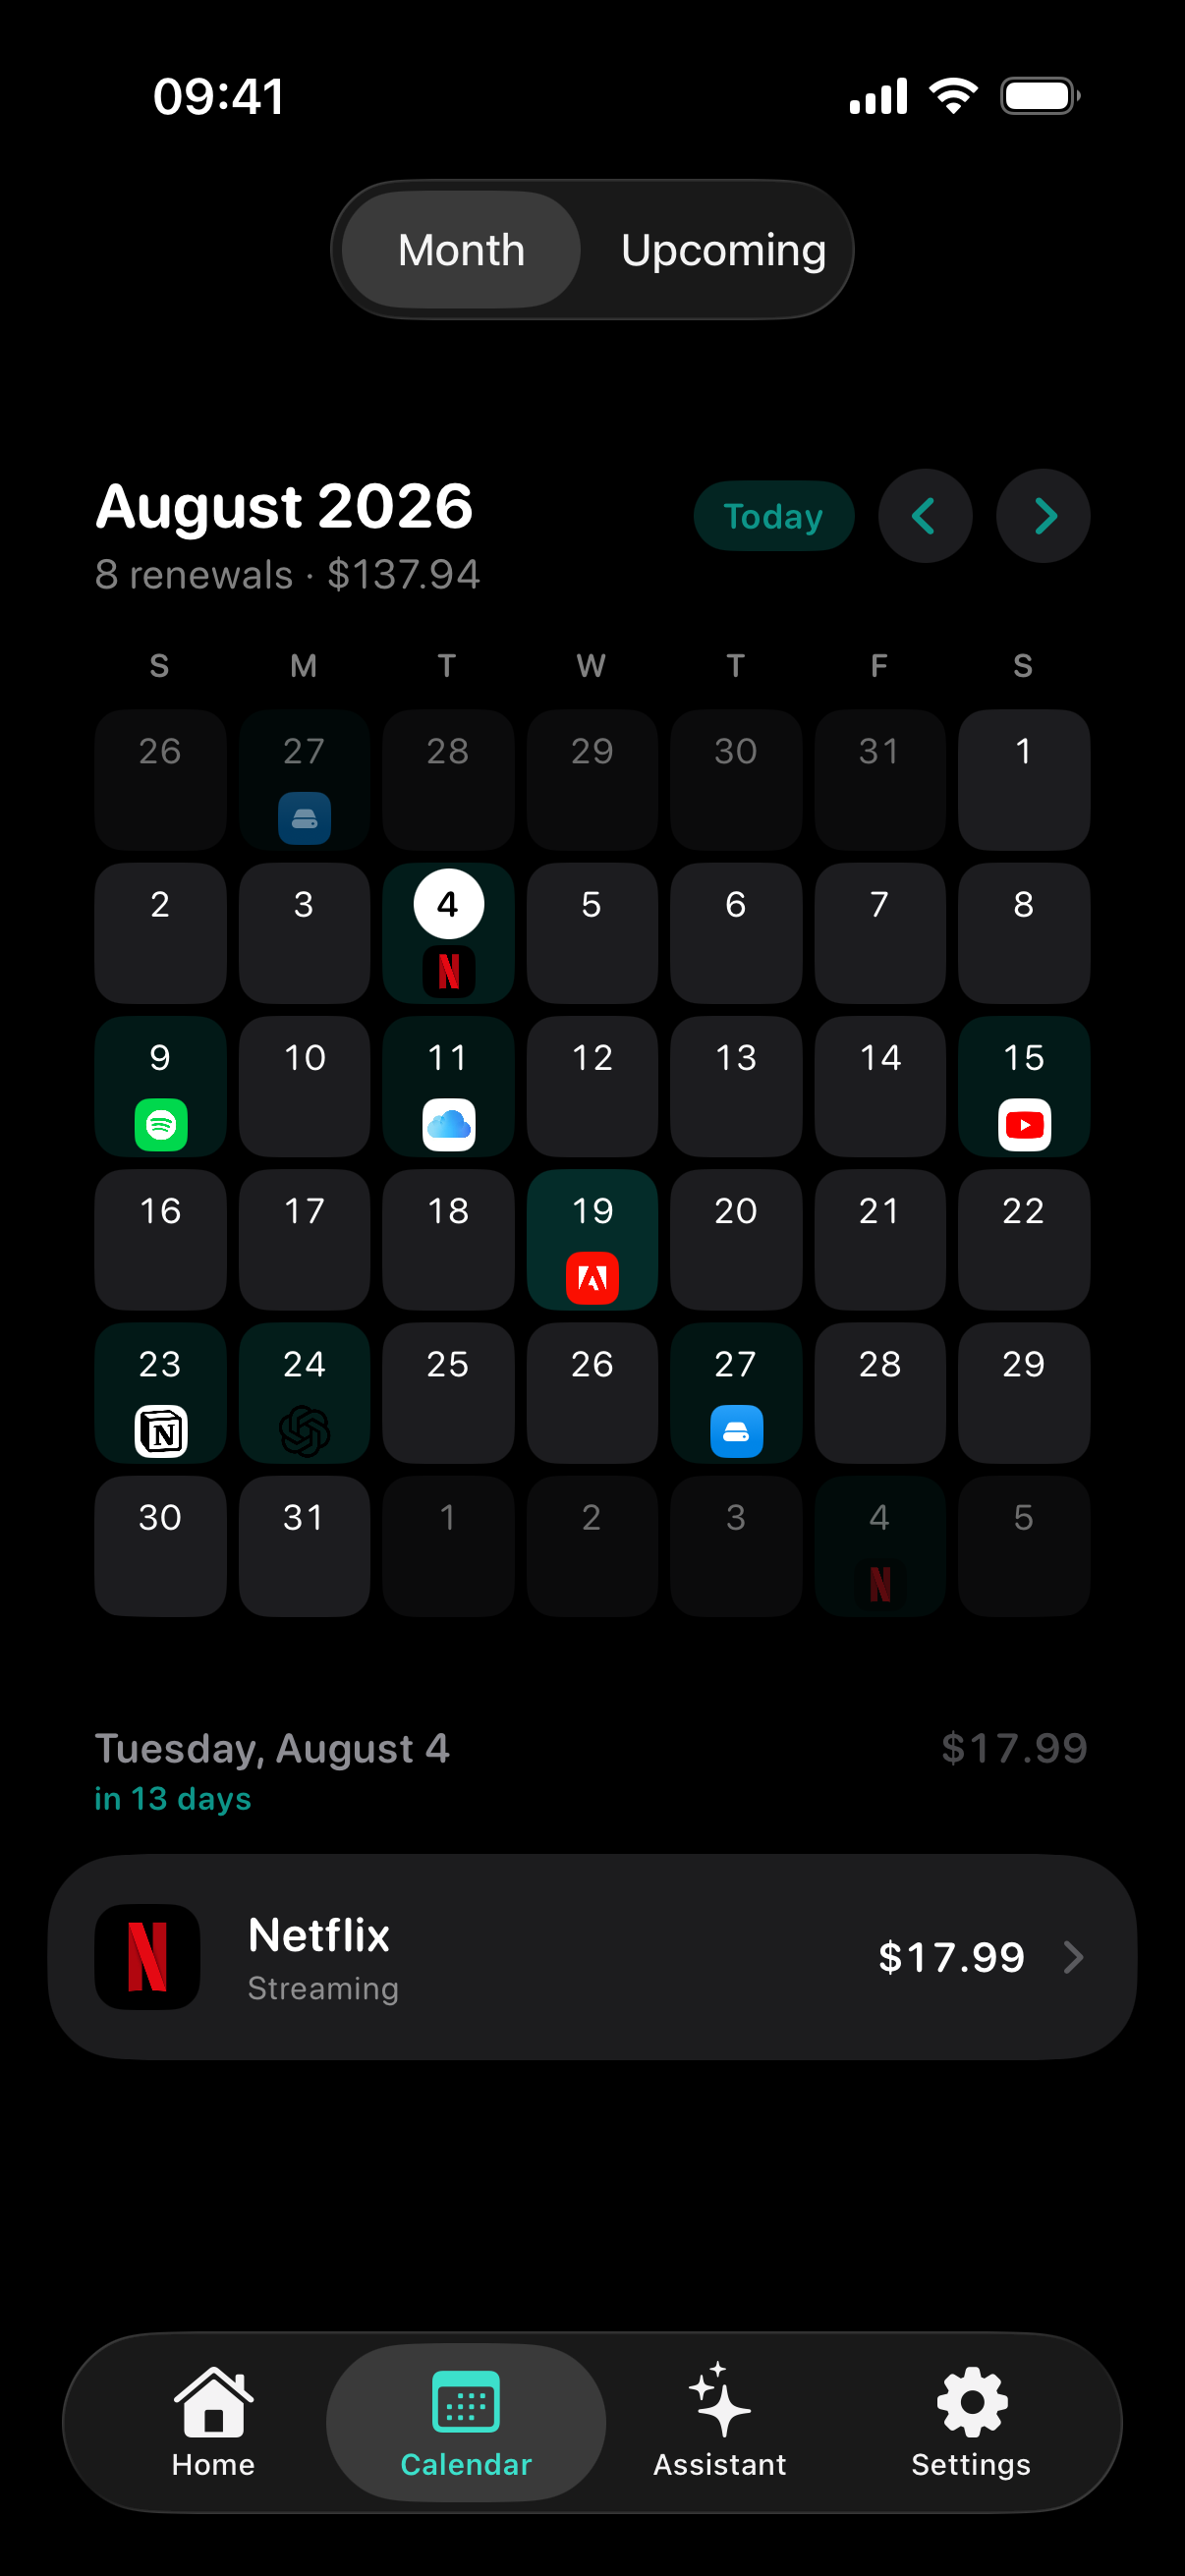 09:41
Month Upcoming
August 2026 Today
8 renewals · $137.94
S M T W T F S
26 27 28 29 30 31 1
2 3 4 5 6 7 8
N
9 10 11 12 13 14 15
16 17 18 19 20 21 22
23 24 25 26 27 28 29
N
30 31 1 2 3 4 5
N
Tuesday, August 4 $17.99
in 13 days
N
Netflix $17.99
Streaming
Home Calendar Assistant Settings